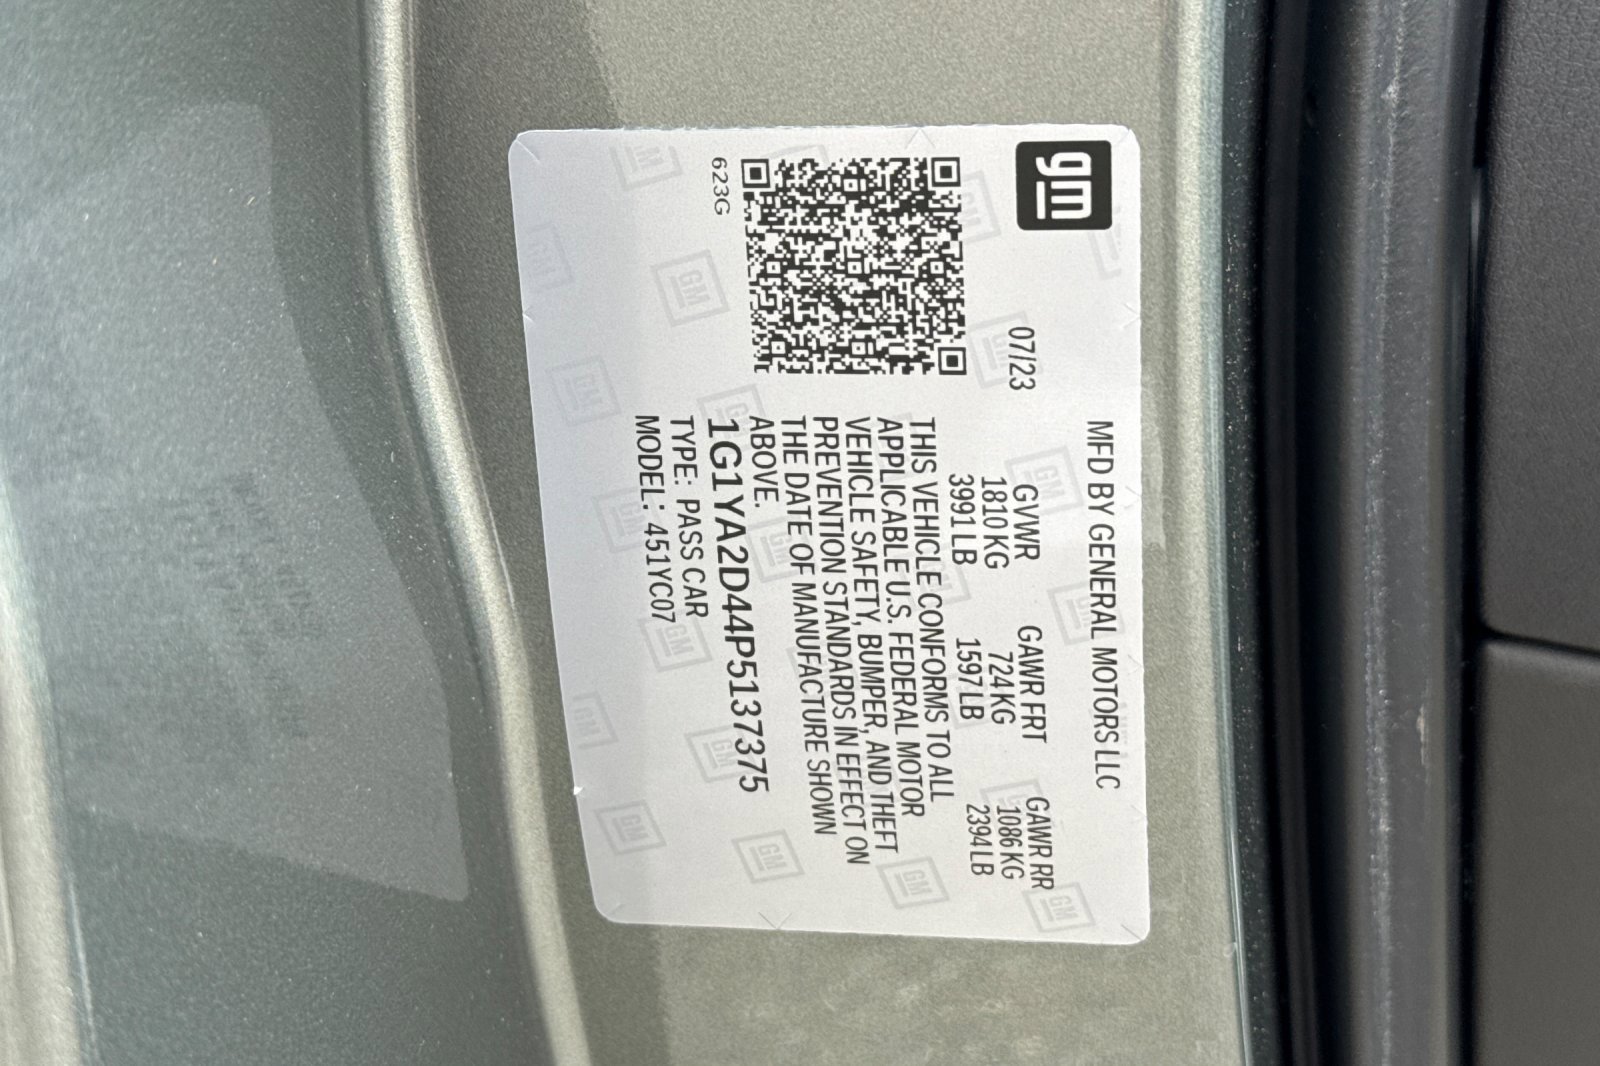 gm
MFD BY GENERAL MOTORS LLC
07/23
GVWR GAWR FRT GAWR RR
1810 KG 724 KG 1086 KG
3991 LB 1597 LB 2394 LB
THIS VEHICLE CONFORMS TO ALL
APPLICABLE U.S. FEDERAL MOTOR
VEHICLE SAFETY, BUMPER, AND THEFT
PREVENTION STANDARDS IN EFFECT ON
THE DATE OF MANUFACTURE SHOWN
ABOVE.
1G1YA2D44P5137375
TYPE: PASS CAR
MODEL: 451YC07
623G